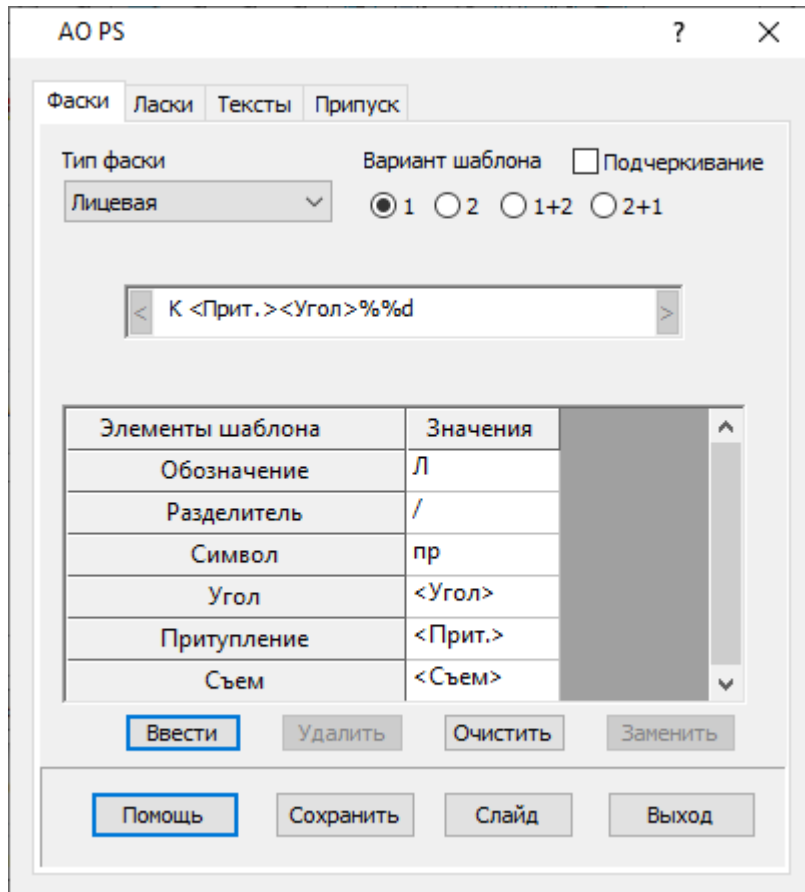 AO PS ?
Фаски Ласки Тексты Припуск
Тип фаски Вариант шаблона Подчеркивание
Лицевая 1 2 1+2 2+1
< К <Прит.><Угол>%%d >
Элементы шаблона Значения
Обозначение Л
Разделитель /
Символ пр
Угол <Угол>
Притупление <Прит.>
Съем <Съем>
Ввести Удалить Очистить Заменить
Помощь Сохранить Слайд Выход